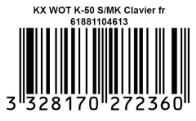 KX WOT K-50 S/MK Clavier fr
61881104613
3 328170 272360